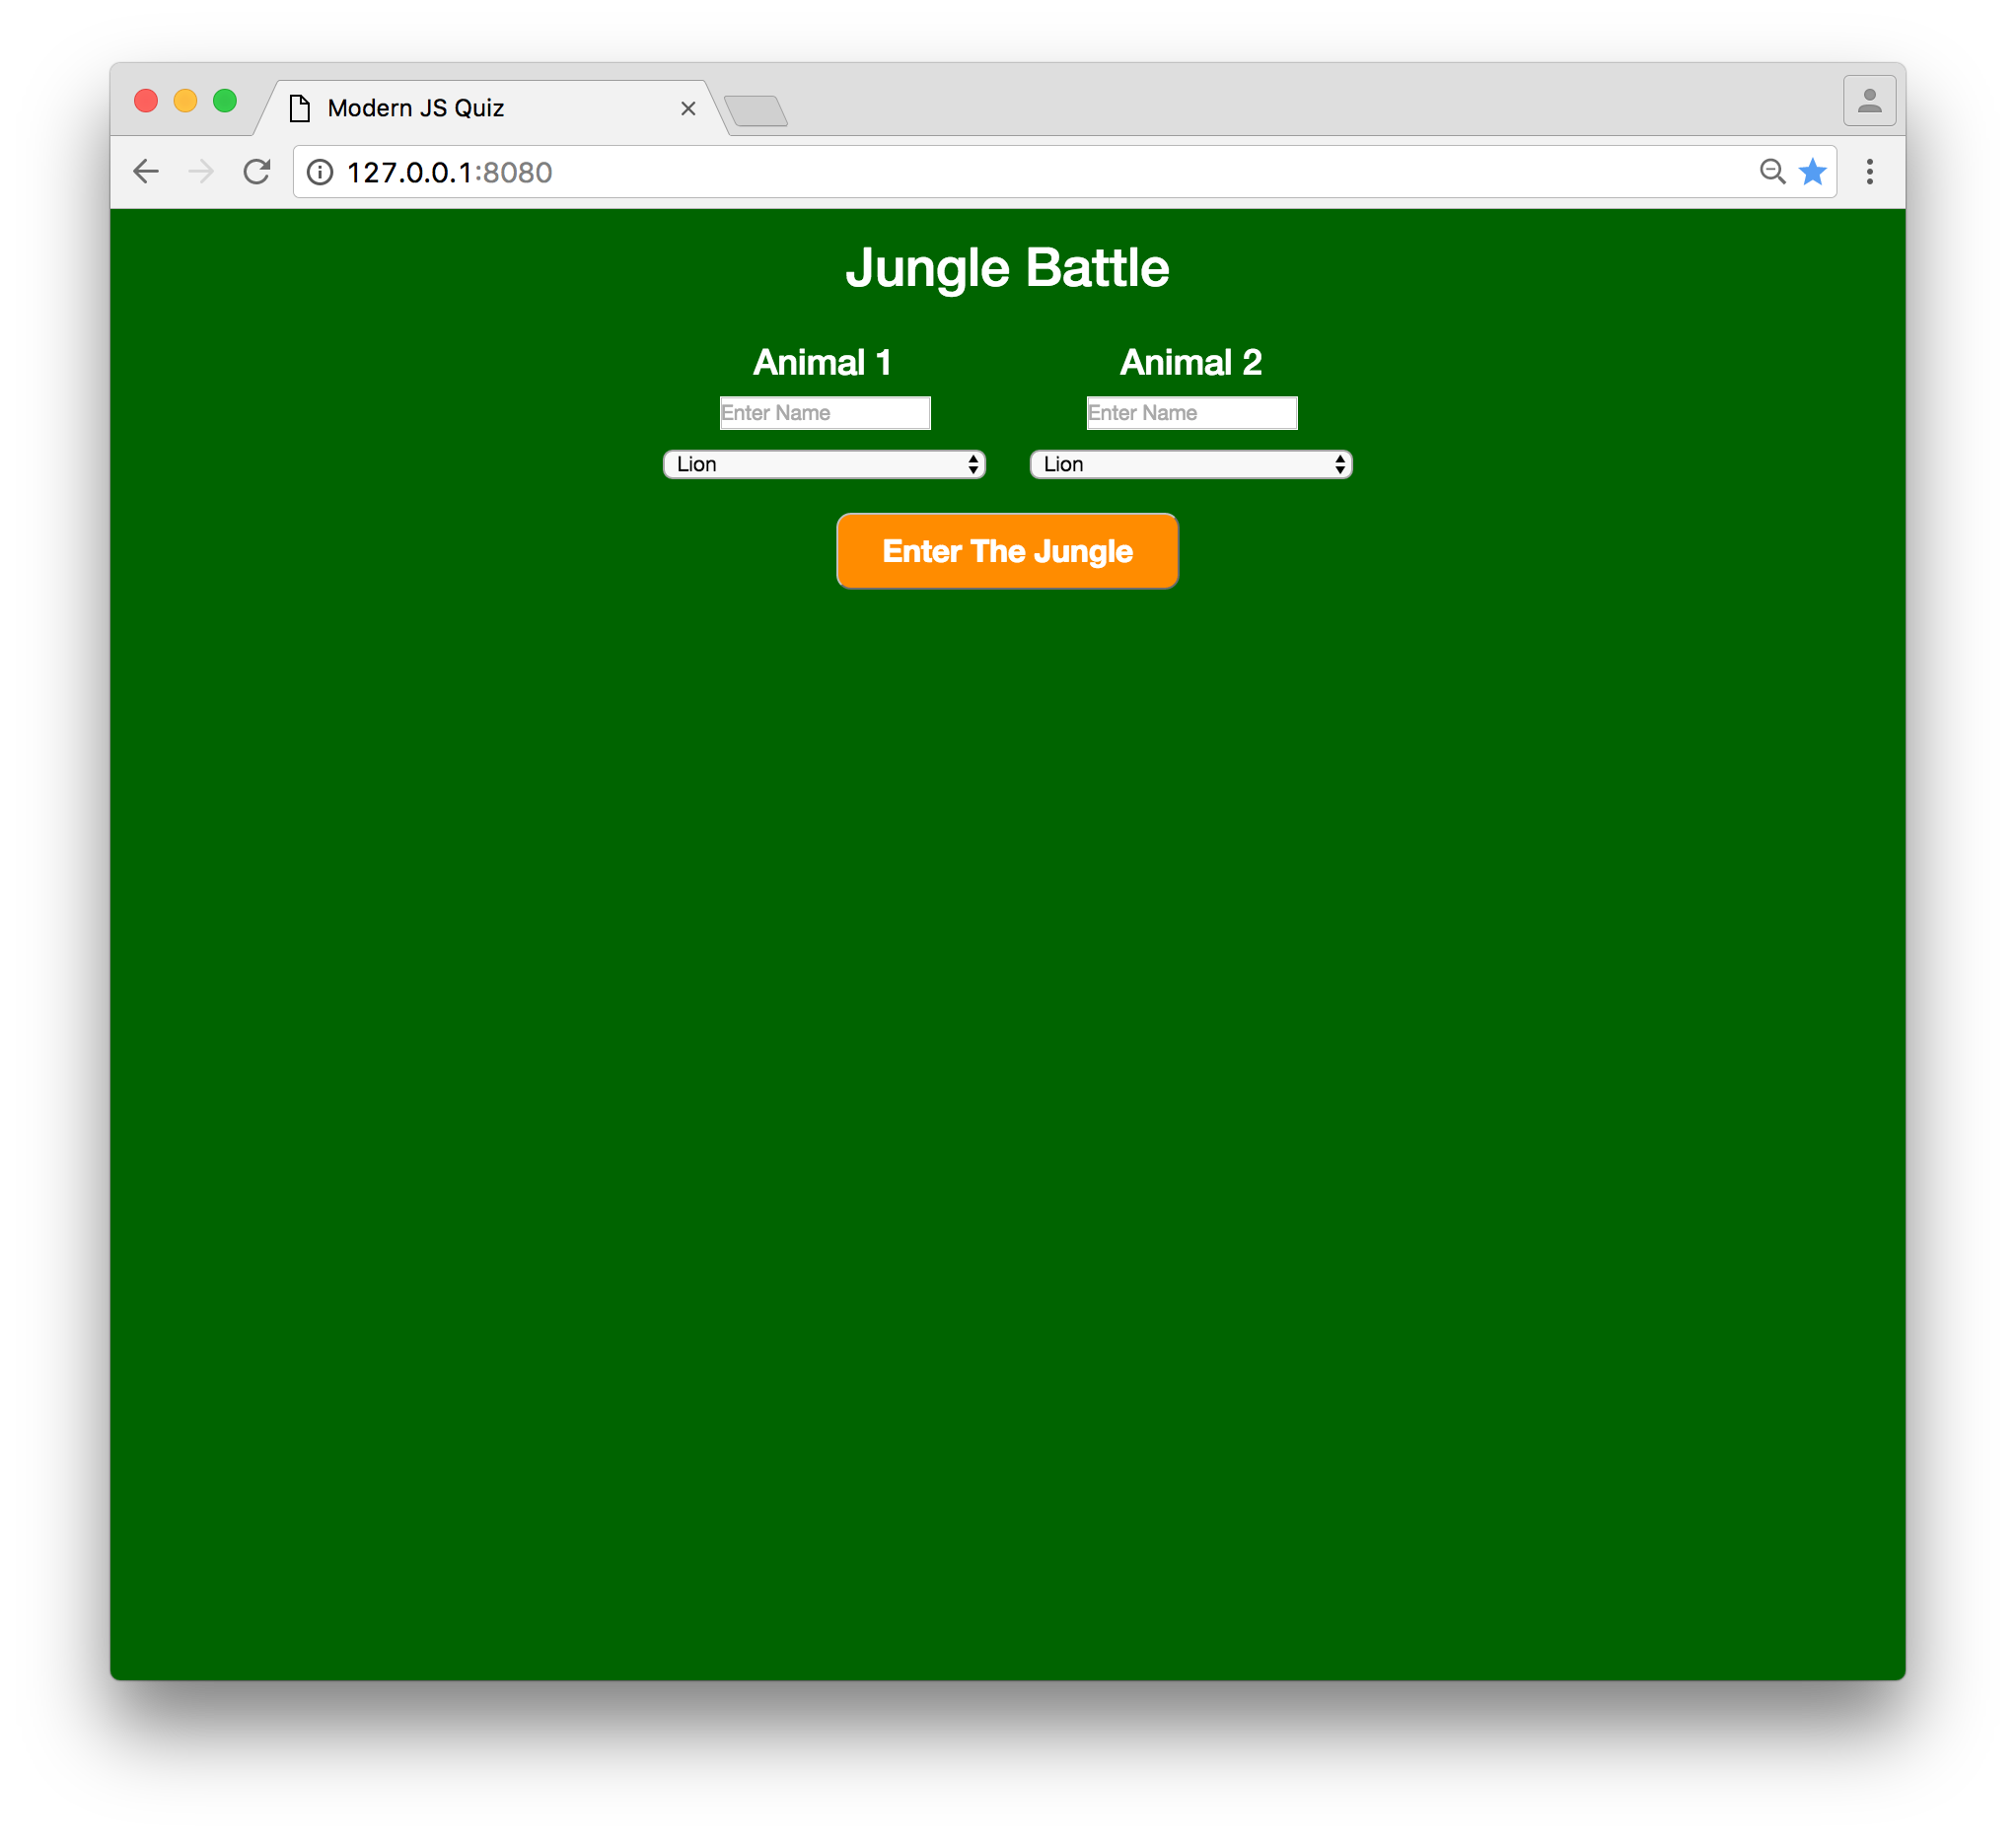 Modern JS Quiz
127.0.0.1:8080
Jungle Battle
Animal 1 Animal 2
Enter Name Enter Name
Lion Lion
Enter The Jungle